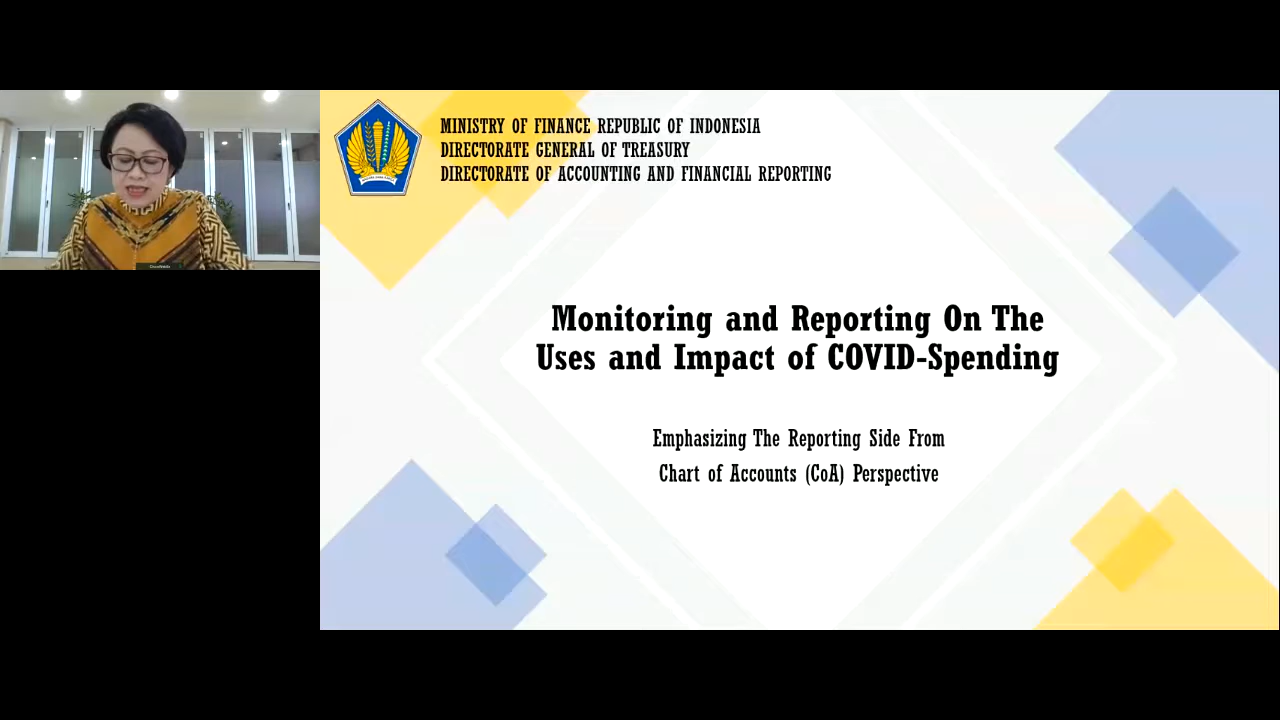 MINISTRY OF FINANCE REPUBLIC OF INDONESIA
DIRECTORATE GENERAL OF TREASURY
DIRECTORATE OF ACCOUNTING AND FINANCIAL REPORTING
Monitoring and Reporting On The
Uses and Impact of COVID-Spending
Emphasizing The Reporting Side From
Chart of Accounts (CoA) Perspective